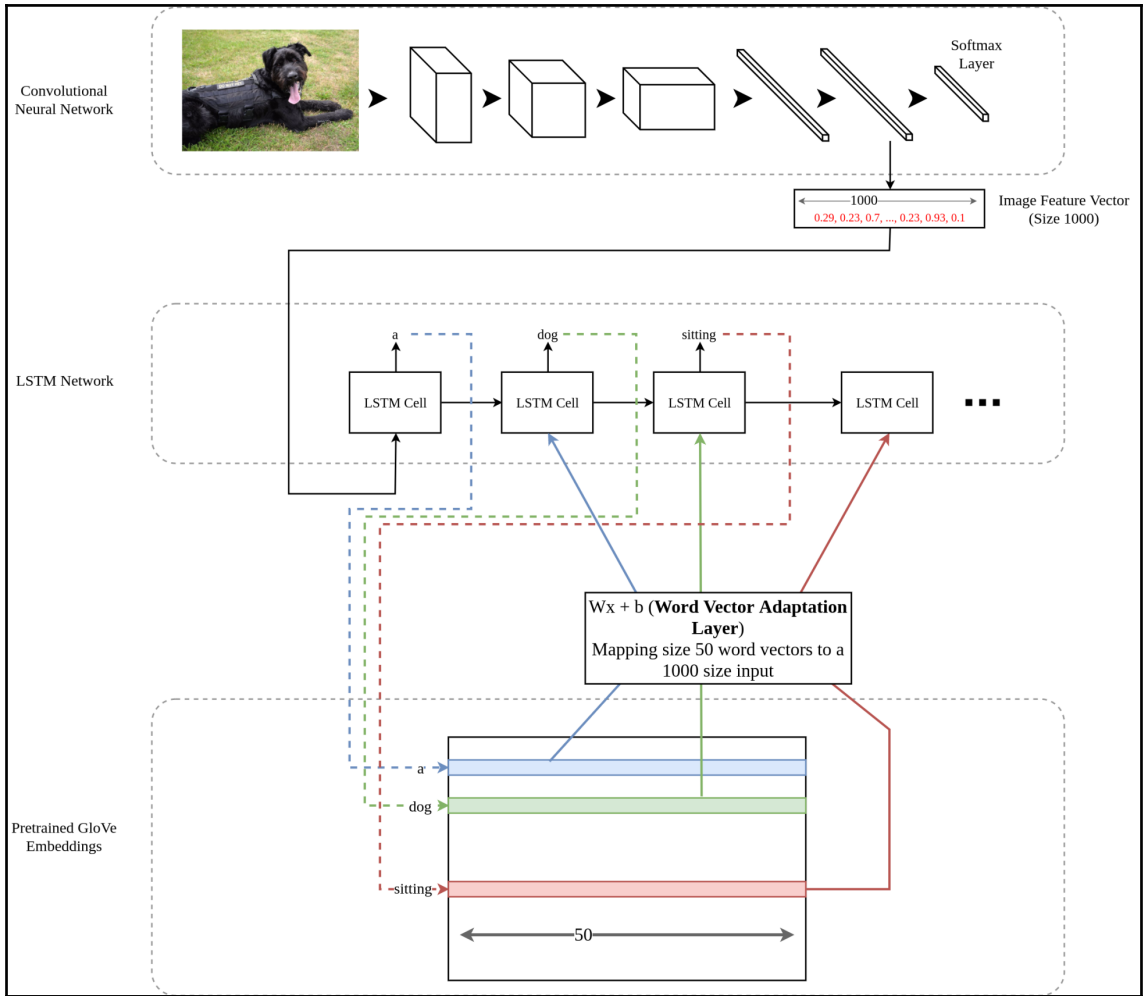 Convolutional
Neural Network
Softmax
Layer
1000
0.29, 0.23, 0.7, ..., 0.23, 0.93, 0.1
Image Feature Vector
(Size 1000)
LSTM Network
a
dog
sitting
LSTM Cell
LSTM Cell
LSTM Cell
LSTM Cell
...
Wx + b (Word Vector Adaptation
Layer)
Mapping size 50 word vectors to a
1000 size input
Pretrained GloVe
Embeddings
a
dog
sitting
50